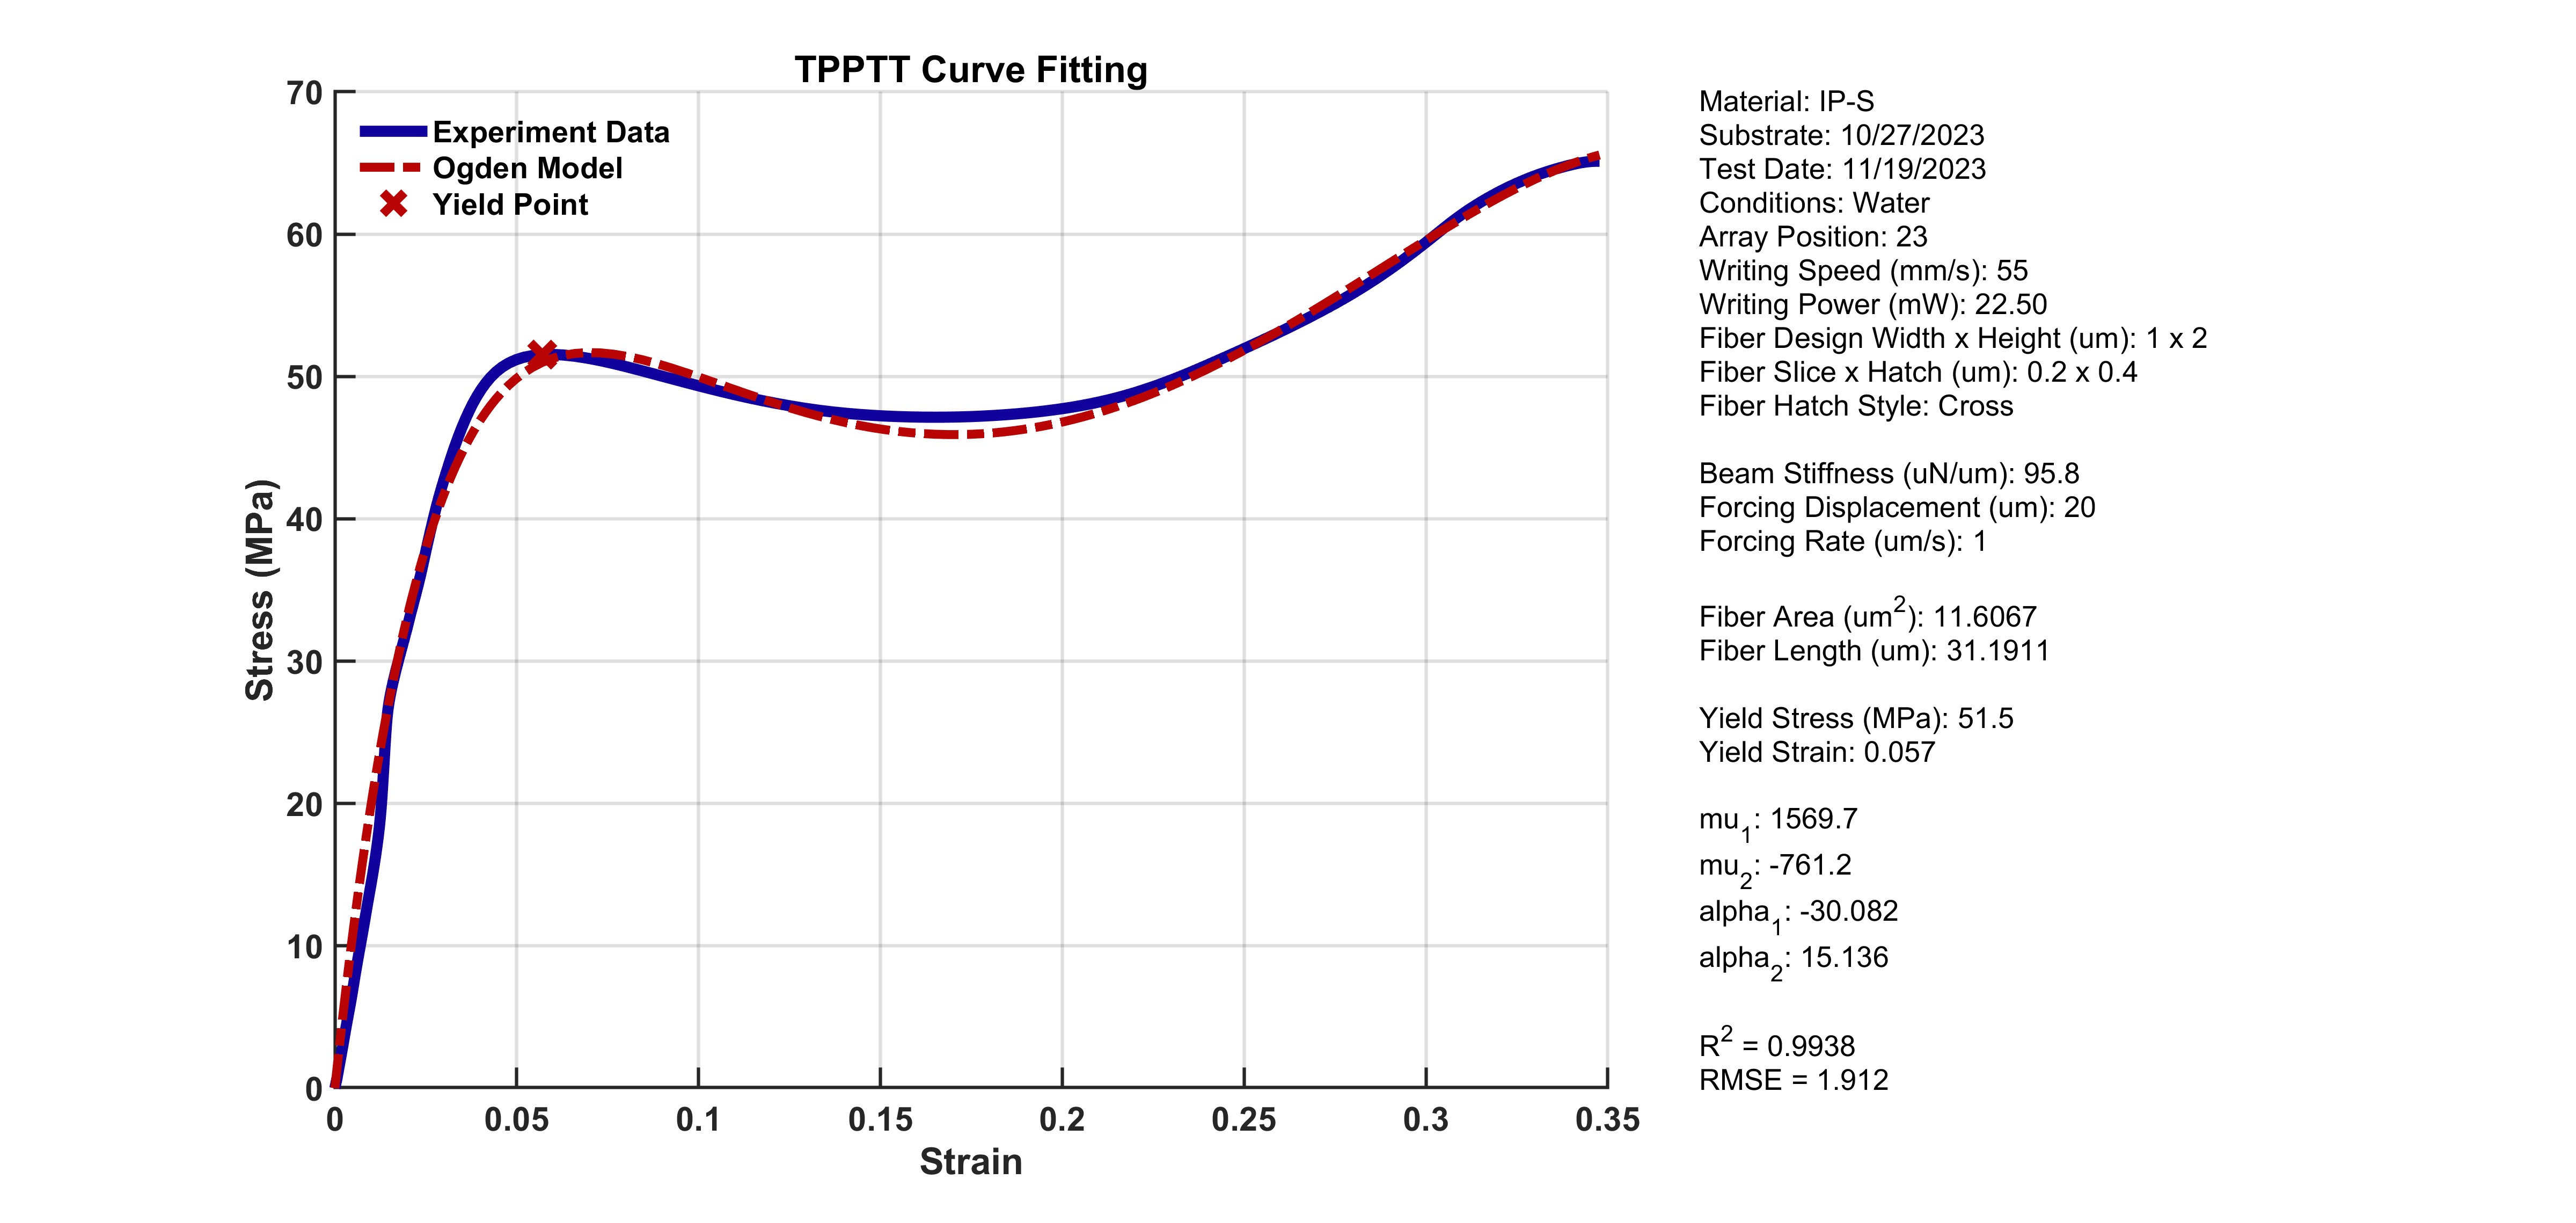 TPPTT Curve Fitting
70
60
50
40
30
20
10
0
Stress (MPa)
Experiment Data
Ogden Model
Yield Point
0 0.05 0.1 0.15 0.2 0.25 0.3 0.35
Strain
Material: IP-S
Substrate: 10/27/2023
Test Date: 11/19/2023
Conditions: Water
Array Position: 23
Writing Speed (mm/s): 55
Writing Power (mW): 22.50
Fiber Design Width x Height (um): 1 x 2
Fiber Slice x Hatch (um): 0.2 x 0.4
Fiber Hatch Style: Cross
Beam Stiffness (uN/um): 95.8
Forcing Displacement (um): 20
Forcing Rate (um/s): 1
Fiber Area (um²): 11.6067
Fiber Length (um): 31.1911
Yield Stress (MPa): 51.5
Yield Strain: 0.057
mu₁: 1569.7
mu₂: -761.2
alpha₁: -30.082
alpha₂: 15.136
R² = 0.9938
RMSE = 1.912